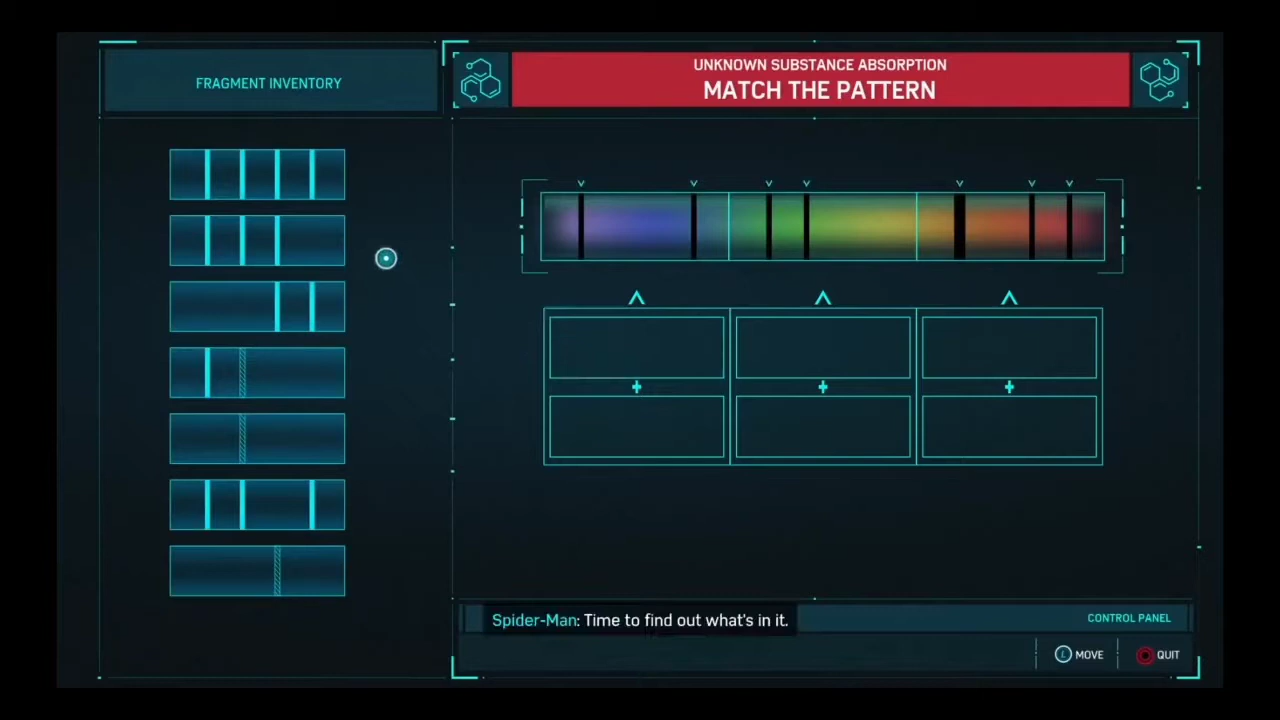 FRAGMENT INVENTORY
UNKNOWN SUBSTANCE ABSORPTION
MATCH THE PATTERN
Spider-Man: Time to find out what's in it.
CONTROL PANEL
L MOVE
QUIT